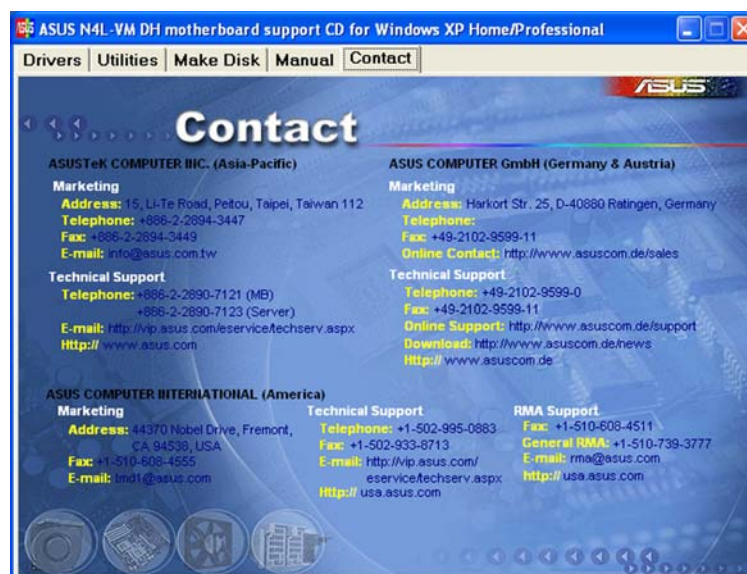 ASUS N4L-VM DH motherboard support CD for Windows XP Home/Professional
Drivers Utilities Make Disk Manual Contact
ASUS
Contact
ASUSTeK COMPUTER INC. (Asia-Pacific)
Marketing
Address: 15, Li-Te Road, Peitou, Taipei, Taiwan 112
Telephone: +886-2-2894-3447
Fax: +886-2-2894-3449
E-mail: info@asus.com.tw
Technical Support
Telephone: +886-2-2890-7121 (MB)
+886-2-2890-7123 (Server)
E-mail: http://vip.asus.com/eservice/techserv.aspx
Http:// www.asus.com
ASUS COMPUTER GmbH (Germany & Austria)
Marketing
Address: Harkort Str. 25, D-40880 Ratingen, Germany
Telephone:
Fax: +49-2102-9599-11
Online Contact: http://www.asuscom.de/sales
Technical Support
Telephone: +49-2102-9599-0
Fax: +49-2102-9599-11
Online Support: http://www.asuscom.de/support
Download: http://www.asuscom.de/news
Http:// www.asuscom.de
ASUS COMPUTER INTERNATIONAL (America)
Marketing
Address: 44370 Nobel Drive, Fremont,
CA 94538, USA
Fax: +1-510-608-4555
E-mail: tmd1@asus.com
Technical Support
Telephone: +1-502-995-0883
Fax: +1-502-933-8713
E-mail: http://vip.asus.com/
eservice/techserv.aspx
Http:// usa.asus.com
RMA Support
Fax: +1-510-608-4511
General RMA: +1-510-739-3777
E-mail: rma@asus.com
http:// usa.asus.com